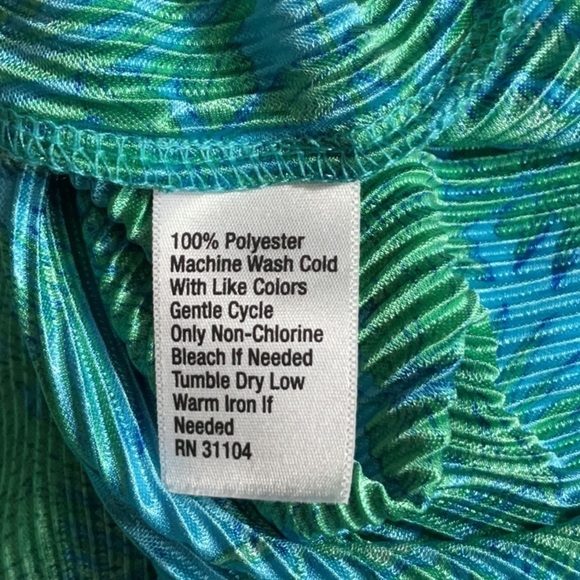 100% Polyester
Machine Wash Cold
With Like Colors
Gentle Cycle
Only Non-Chlorine
Bleach If Needed
Tumble Dry Low
Warm Iron If
Needed
RN 31104